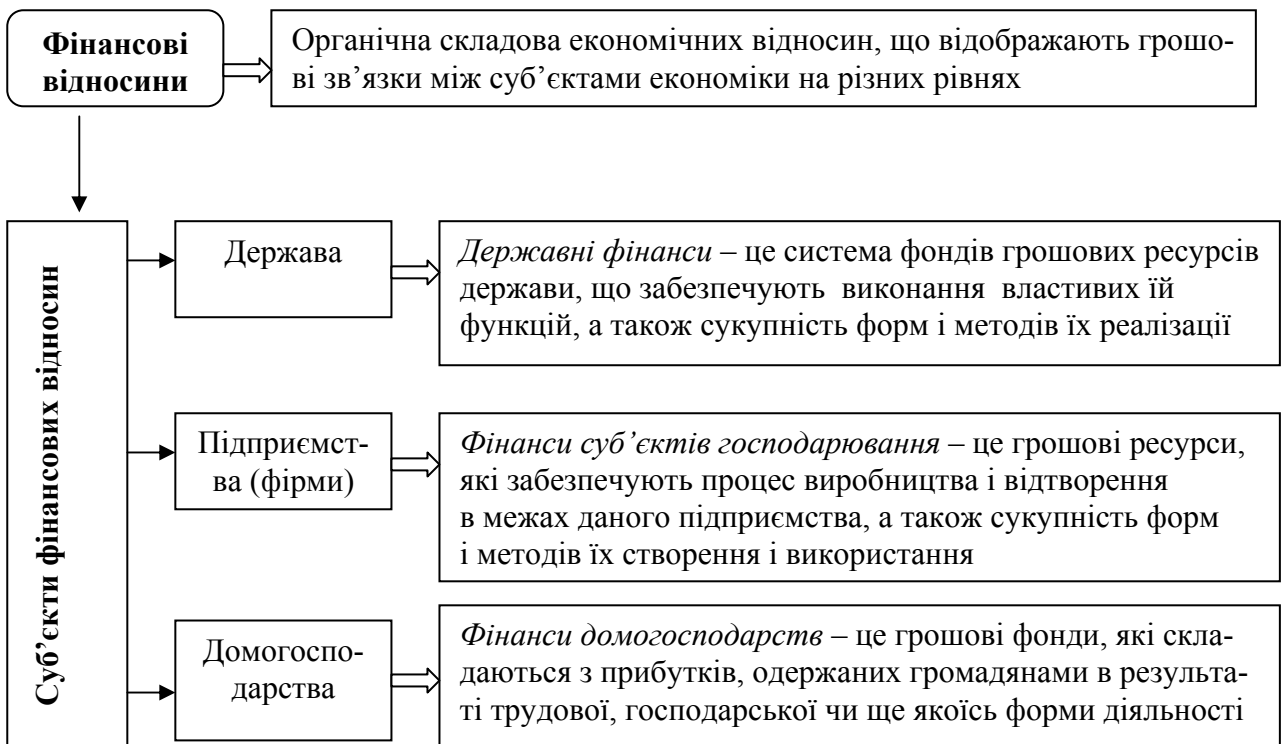 Фінансові
відносини
Органічна складова економічних відносин, що відображають грошо-
ві зв’язки між суб’єктами економіки на різних рівнях
Суб’єкти фінансових відносин
Держава
Державні фінанси – це система фондів грошових ресурсів
держави, що забезпечують виконання властивих їй
функцій, а також сукупність форм і методів їх реалізації
Підприємст-
ва (фірми)
Фінанси суб’єктів господарювання – це грошові ресурси,
які забезпечують процес виробництва і відтворення
в межах даного підприємства, а також сукупність форм
і методів їх створення і використання
Домогоспо-
дарства
Фінанси домогосподарств – це грошові фонди, які скла-
даються з прибутків, одержаних громадянами в результа-
ті трудової, господарської чи ще якоїсь форми діяльності